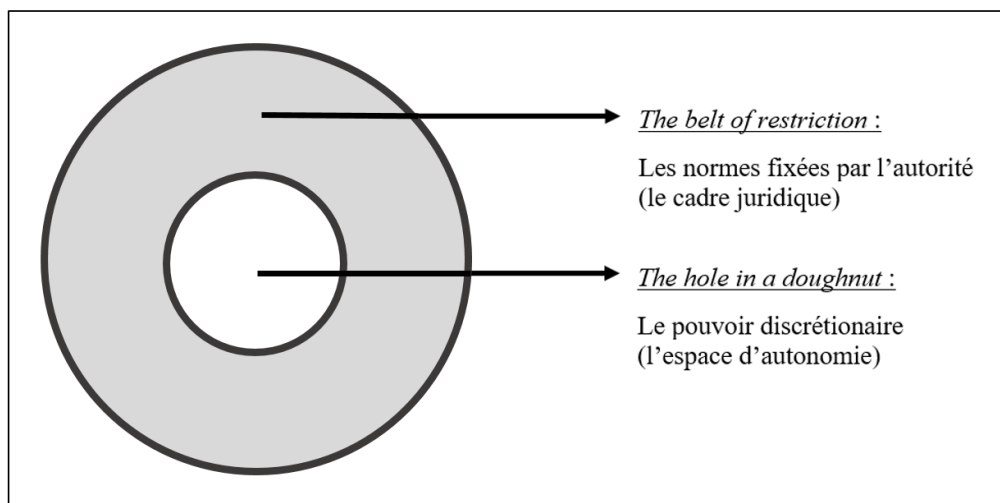 The belt of restriction :
Les normes fixées par l’autorité
(le cadre juridique)
The hole in a doughnut :
Le pouvoir discrétionaire
(l’espace d’autonomie)